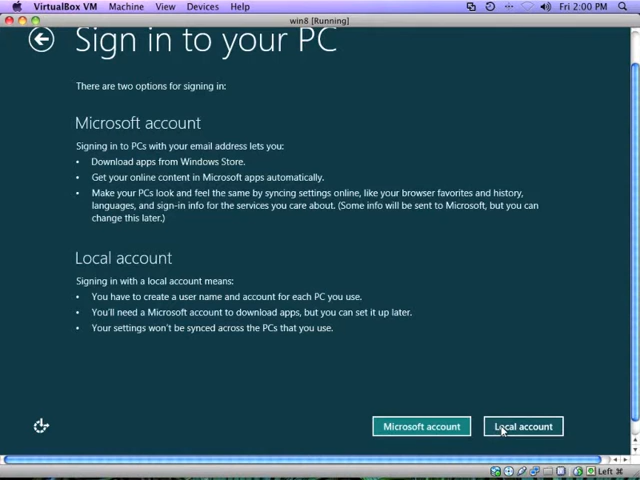 VirtualBox VM Machine View Devices Help Fri 2:00 PM
win8 [Running]
Sign in to your PC
There are two options for signing in:
Microsoft account
Signing in to PCs with your email address lets you:
• Download apps from Windows Store.
• Get your online content in Microsoft apps automatically.
• Make your PCs look and feel the same by syncing settings online, like your browser favorites and history,
languages, and sign-in info for the services you care about. (Some info will be sent to Microsoft, but you can
change this later.)
Local account
Signing in with a local account means:
• You have to create a user name and account for each PC you use.
• You'll need a Microsoft account to download apps, but you can set it up later.
• Your settings won't be synced across the PCs that you use.
Microsoft account Local account
Left ⌘